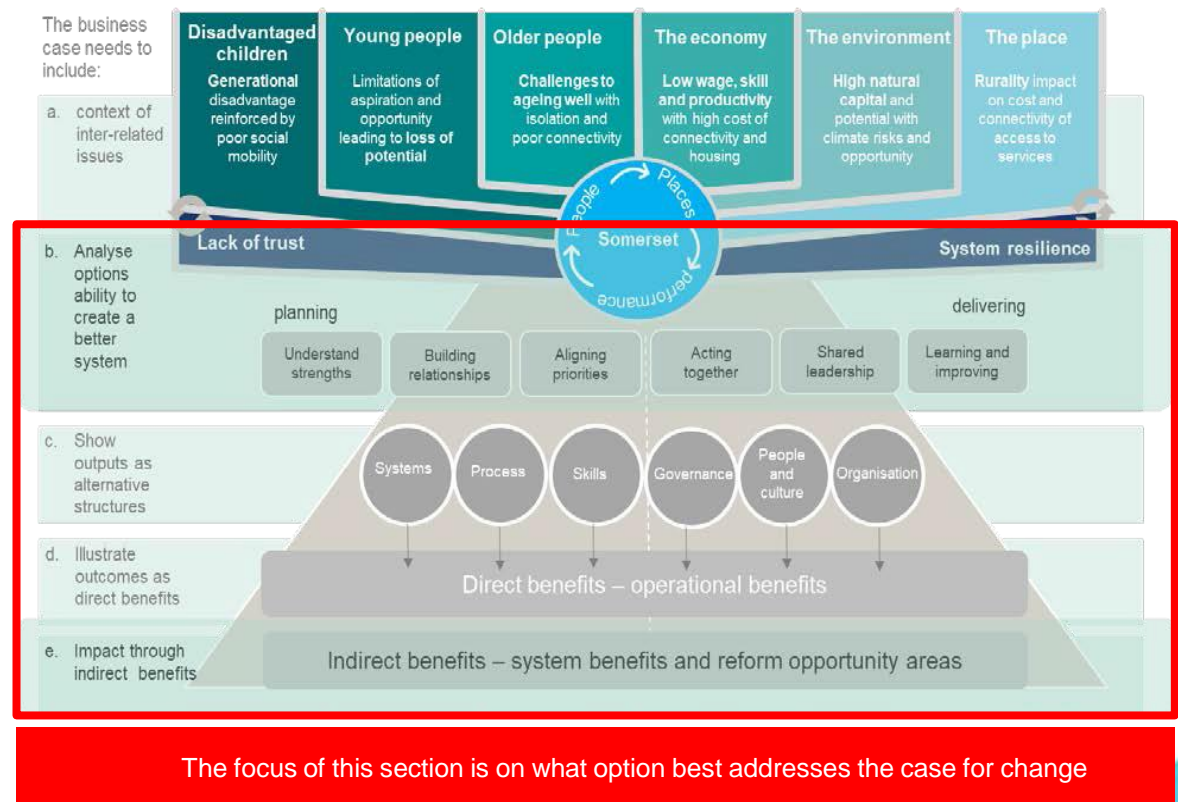 The business
case needs to
include:
a. context of
inter-related
issues
Disadvantaged
children
Generational
disadvantage
reinforced by
poor social
mobility
Young people
Limitations of
aspiration and
opportunity
leading to loss of
potential
Older people
Challenges to
ageing well with
isolation and
poor connectivity
The economy
Low wage, skill
and productivity
with high cost of
connectivity and
housing
The environment
High natural
capital and
potential with
climate risks and
opportunity
The place
Rurality impact
on cost and
connectivity of
access to
services
People
Places
performance
Somerset
Lack of trust
System resilience
b. Analyse
options
ability to
create a
better
system
planning
delivering
Understand
strengths
Building
relationships
Aligning
priorities
Acting
together
Shared
leadership
Learning and
improving
c. Show
outputs as
alternative
structures
Systems
Process
Skills
Governance
People
and
culture
Organisation
d. Illustrate
outcomes as
direct benefits
Direct benefits – operational benefits
e. Impact through
indirect benefits
Indirect benefits – system benefits and reform opportunity areas
The focus of this section is on what option best addresses the case for change